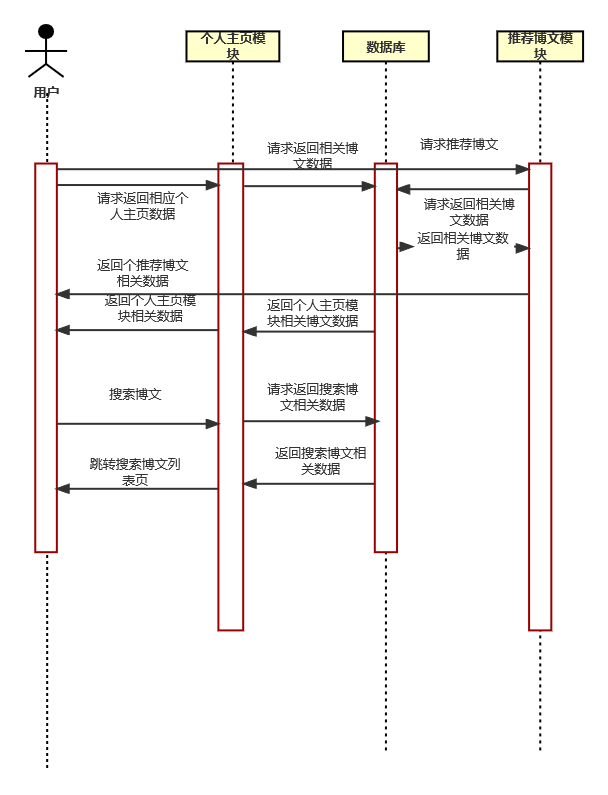 个人主页模
块
数据库
推荐博文模
块
用户
请求返回相关博
文数据
请求推荐博文
请求返回相应个
人主页数据
请求返回相关博
文数据
返回相关博文数
据
返回个推荐博文
相关数据
返回个人主页模
块相关数据
返回个人主页模
块相关博文数据
搜索博文
请求返回搜索博
文相关数据
跳转搜索博文列
表页
返回搜索博文相
关数据